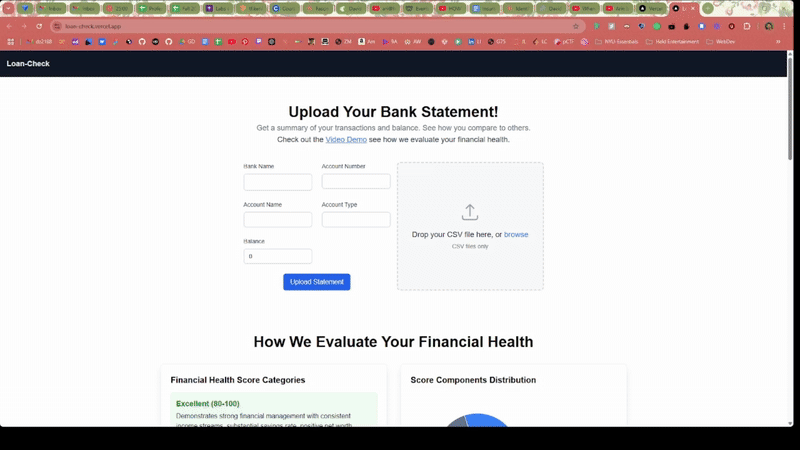 loan-check.vercel.app
NYU Essentials
Held Entertainment
WebDev
Loan-Check
Upload Your Bank Statement!
Get a summary of your transactions and balance. See how you compare to others.
Check out the Video Demo see how we evaluate your financial health.
Bank Name
Account Number
Account Name
Account Type
Balance
0
Upload Statement
Drop your CSV file here, or browse
CSV files only
How We Evaluate Your Financial Health
Financial Health Score Categories
Excellent (80-100)
Demonstrates strong financial management with consistent
income streams, substantial savings rate, positive net worth
Score Components Distribution